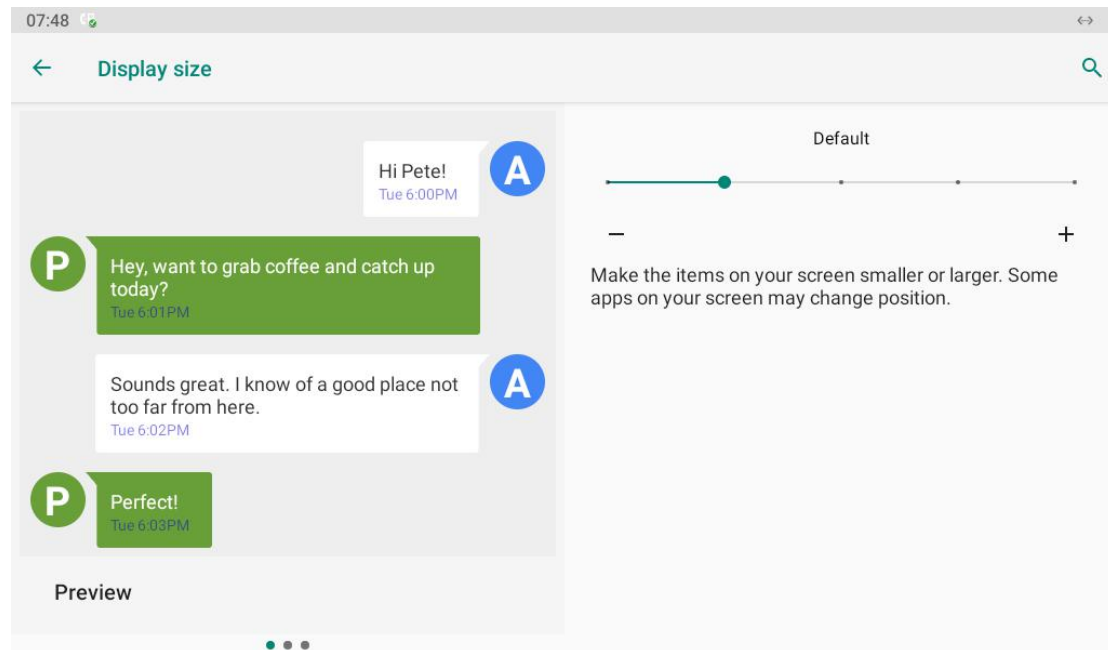 07:48
Display size
Hi Pete!
Tue 6:00PM
A
P
Hey, want to grab coffee and catch up
today?
Tue 6:01PM
Sounds great. I know of a good place not
too far from here.
Tue 6:02PM
A
P
Perfect!
Tue 6:03PM
Preview
Default
Make the items on your screen smaller or larger. Some
apps on your screen may change position.